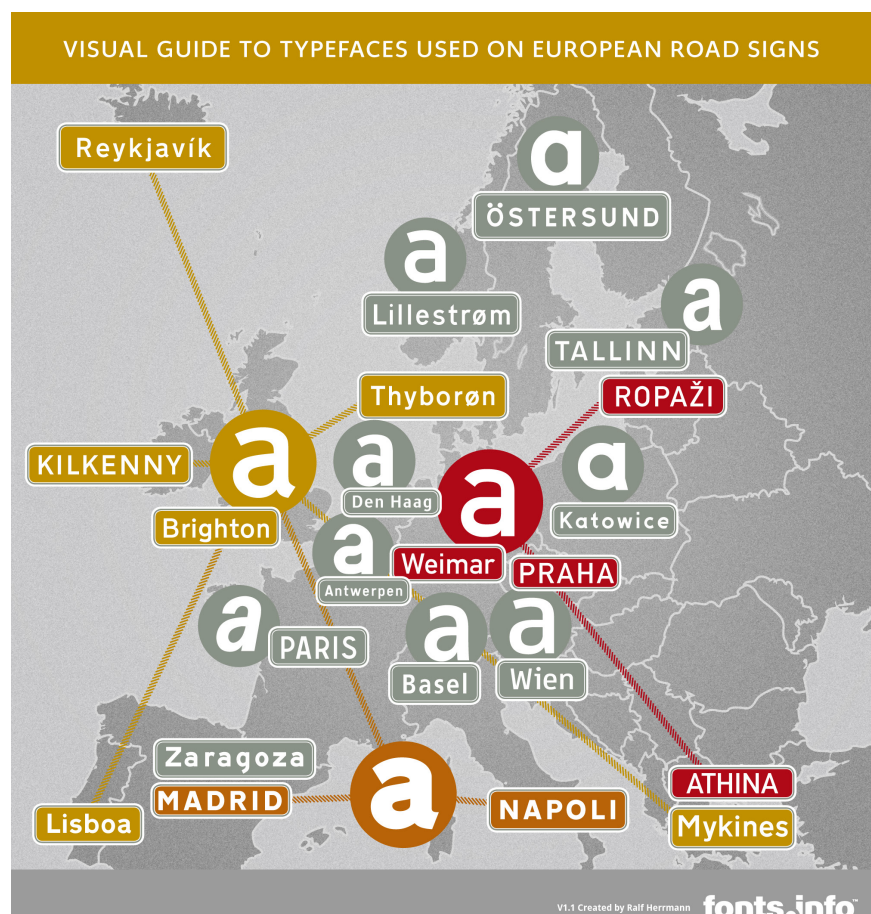 VISUAL GUIDE TO TYPEFACES USED ON EUROPEAN ROAD SIGNS
Reykjavík
a
ÖSTERSUND
a
Lillestrøm
a
TALLINN
Thyborøn
ROPAŽI
a
KILKENNY
Brighton
a
Den Haag
a
Weimar
a
Katowice
a
Antwerpen
PRAHA
a
PARIS
a
Basel
a
Wien
Zaragoza
MADRID
a
NAPOLI
ATHINA
Lisboa
Mykines
V1.1 Created by Ralf Herrmann
fonts.info™